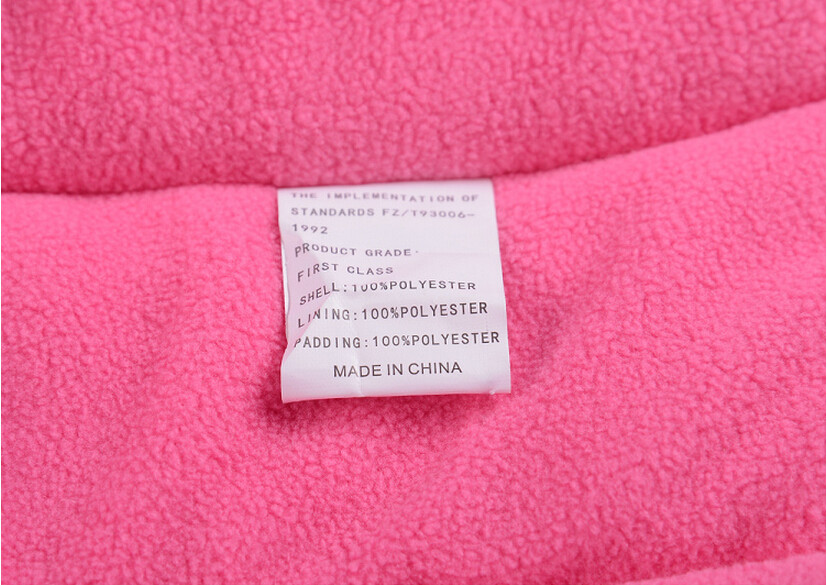 THE IMPLEMENTATION OF
STANDARDS FZ/T93006-
1992
PRODUCT GRADE:
FIRST CLASS
SHELL:100%POLYESTER
LINING:100%POLYESTER
PADDING:100%POLYESTER
MADE IN CHINA